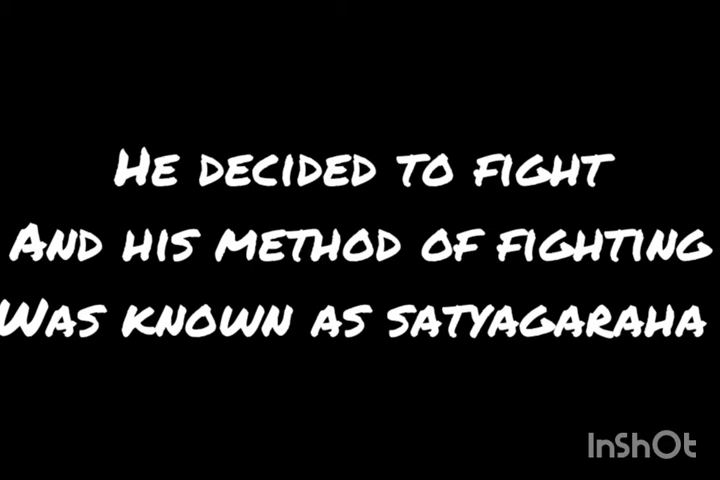 HE DECIDED TO FIGHT
AND HIS METHOD OF FIGHTING
WAS KNOWN AS SATYAGARAHA
InShOt